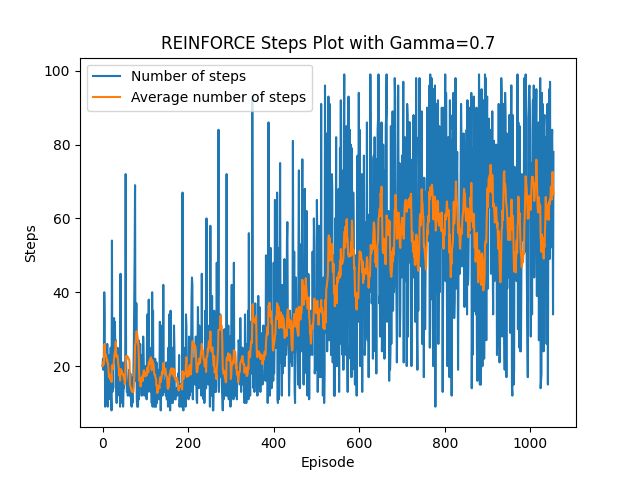 REINFORCE Steps Plot with Gamma=0.7
Number of steps
Average number of steps
100
80
60
40
20
Steps
0 200 400 600 800 1000
Episode